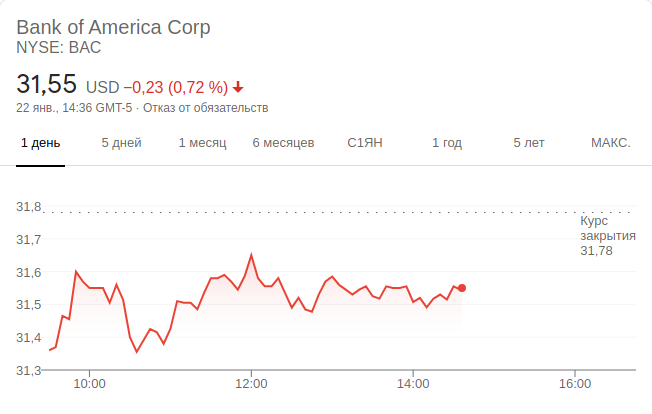 Bank of America Corp
NYSE: BAC
31,55 USD −0,23 (0,72 %)
22 янв., 14:36 GMT-5 · Отказ от обязательств
1 день 5 дней 1 месяц 6 месяцев С1ЯН 1 год 5 лет МАКС.
31,8
Курс
закрытия
31,78
31,7
31,6
31,5
31,4
31,3
10:00 12:00 14:00 16:00